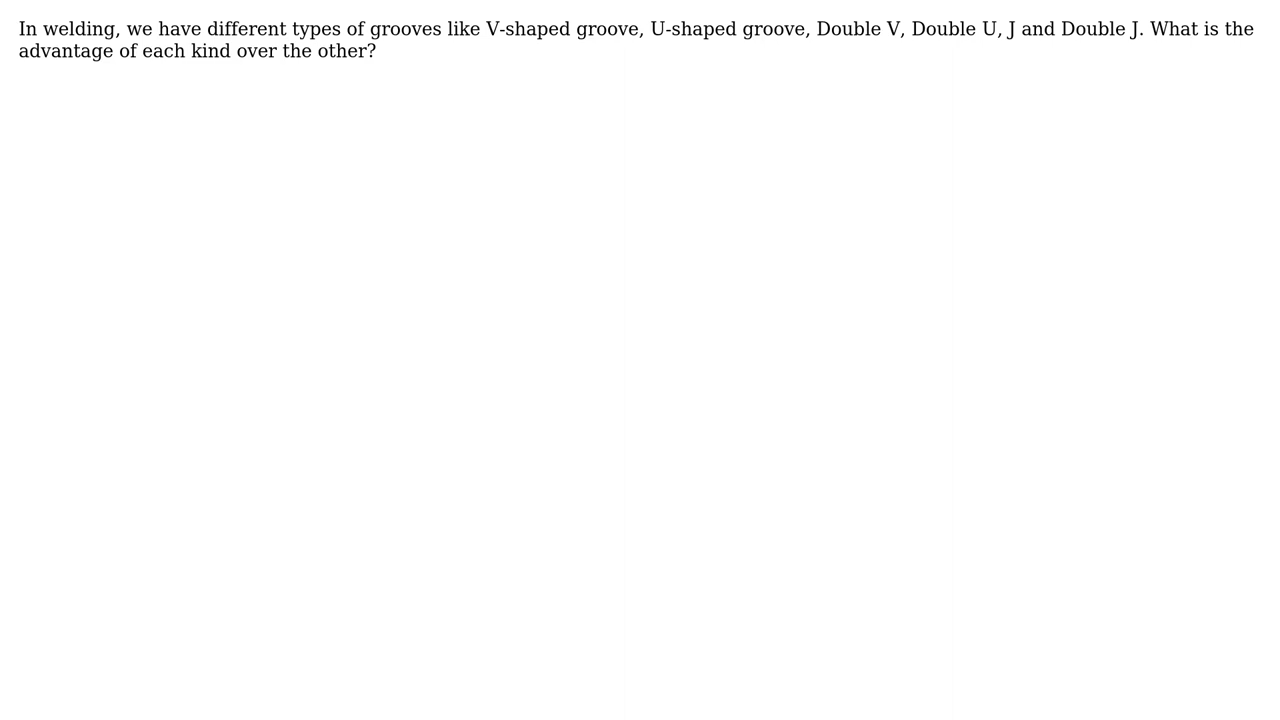 In welding, we have different types of grooves like V-shaped groove, U-shaped groove, Double V, Double U, J and Double J. What is the
advantage of each kind over the other?